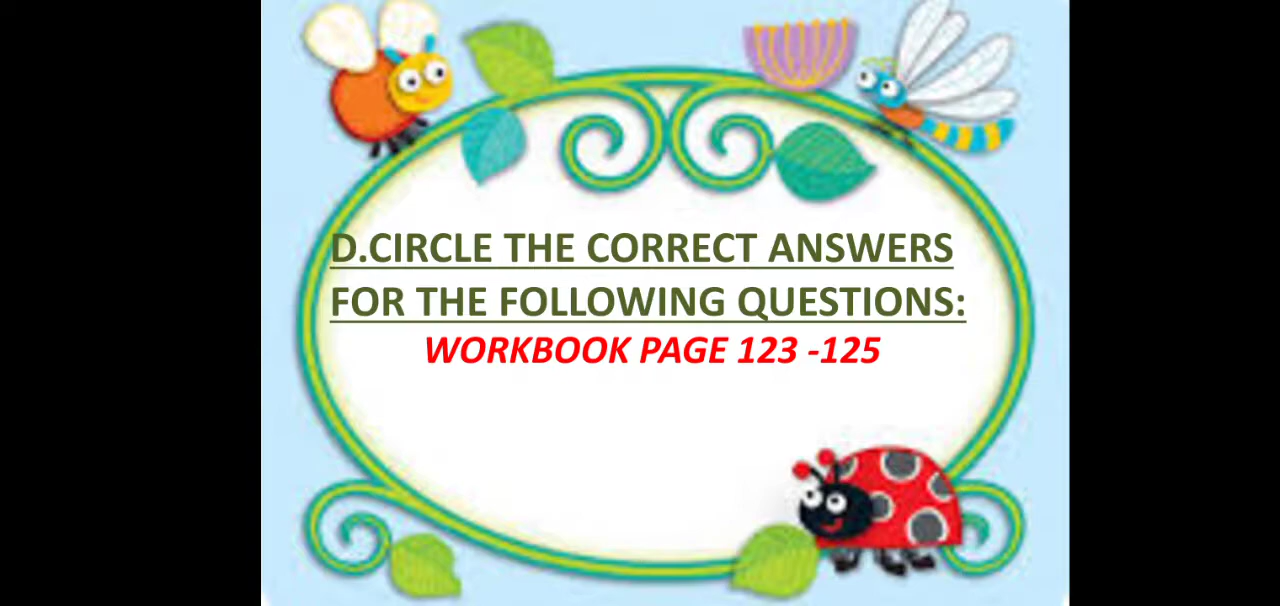 D.CIRCLE THE CORRECT ANSWERS
FOR THE FOLLOWING QUESTIONS:
WORKBOOK PAGE 123 -125